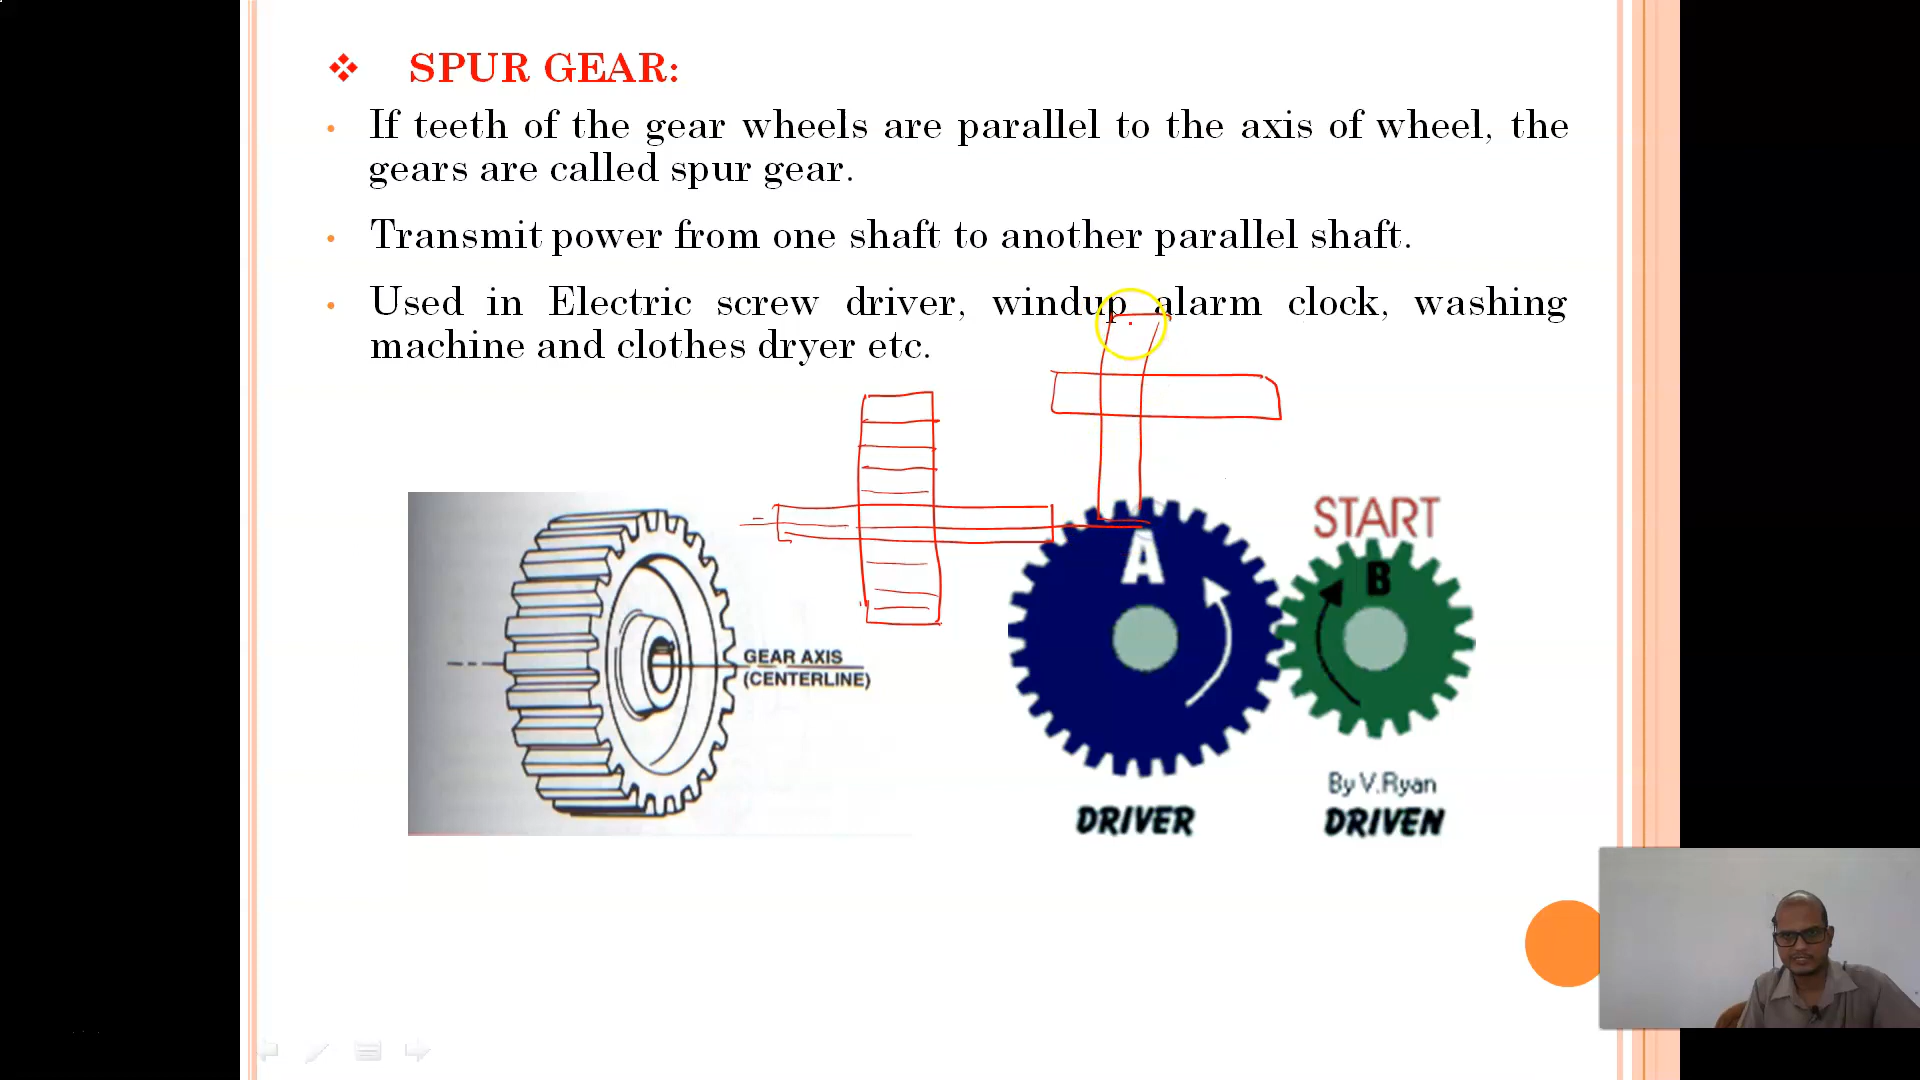 SPUR GEAR:
If teeth of the gear wheels are parallel to the axis of wheel, the
gears are called spur gear.
Transmit power from one shaft to another parallel shaft.
Used in Electric screw driver, windup alarm clock, washing
machine and clothes dryer etc.
START
A
B
GEAR AXIS
(CENTERLINE)
By V.Ryan
DRIVER
DRIVEN